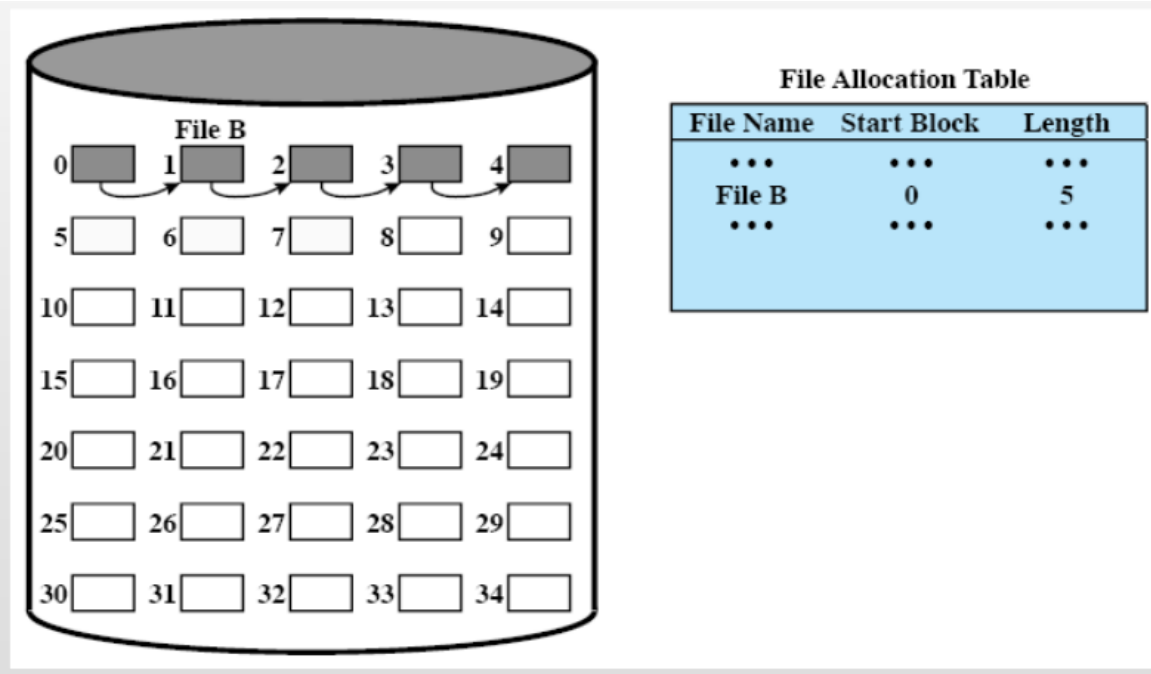 File B
0 1 2 3 4
5 6 7 8 9
10 11 12 13 14
15 16 17 18 19
20 21 22 23 24
25 26 27 28 29
30 31 32 33 34
File Allocation Table
File Name Start Block Length
••• ••• •••
File B 0 5
••• ••• •••